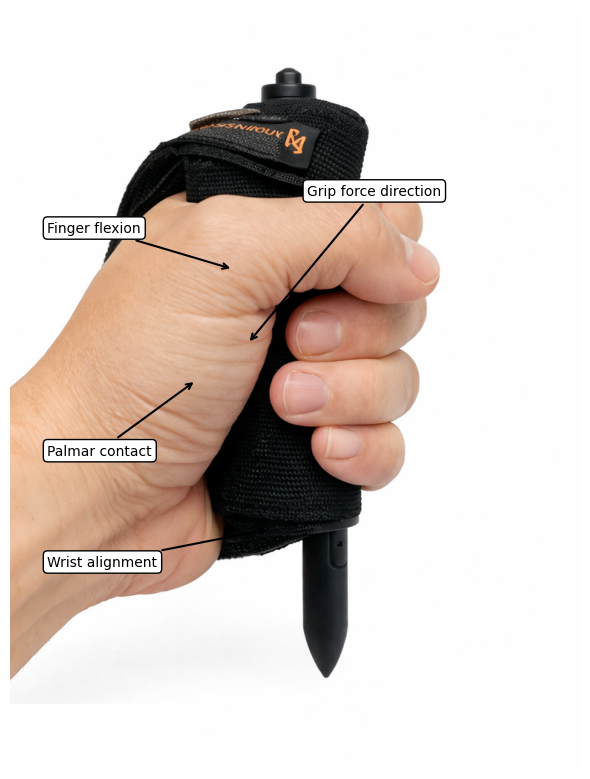 Grip force direction
Finger flexion
Palmar contact
Wrist alignment